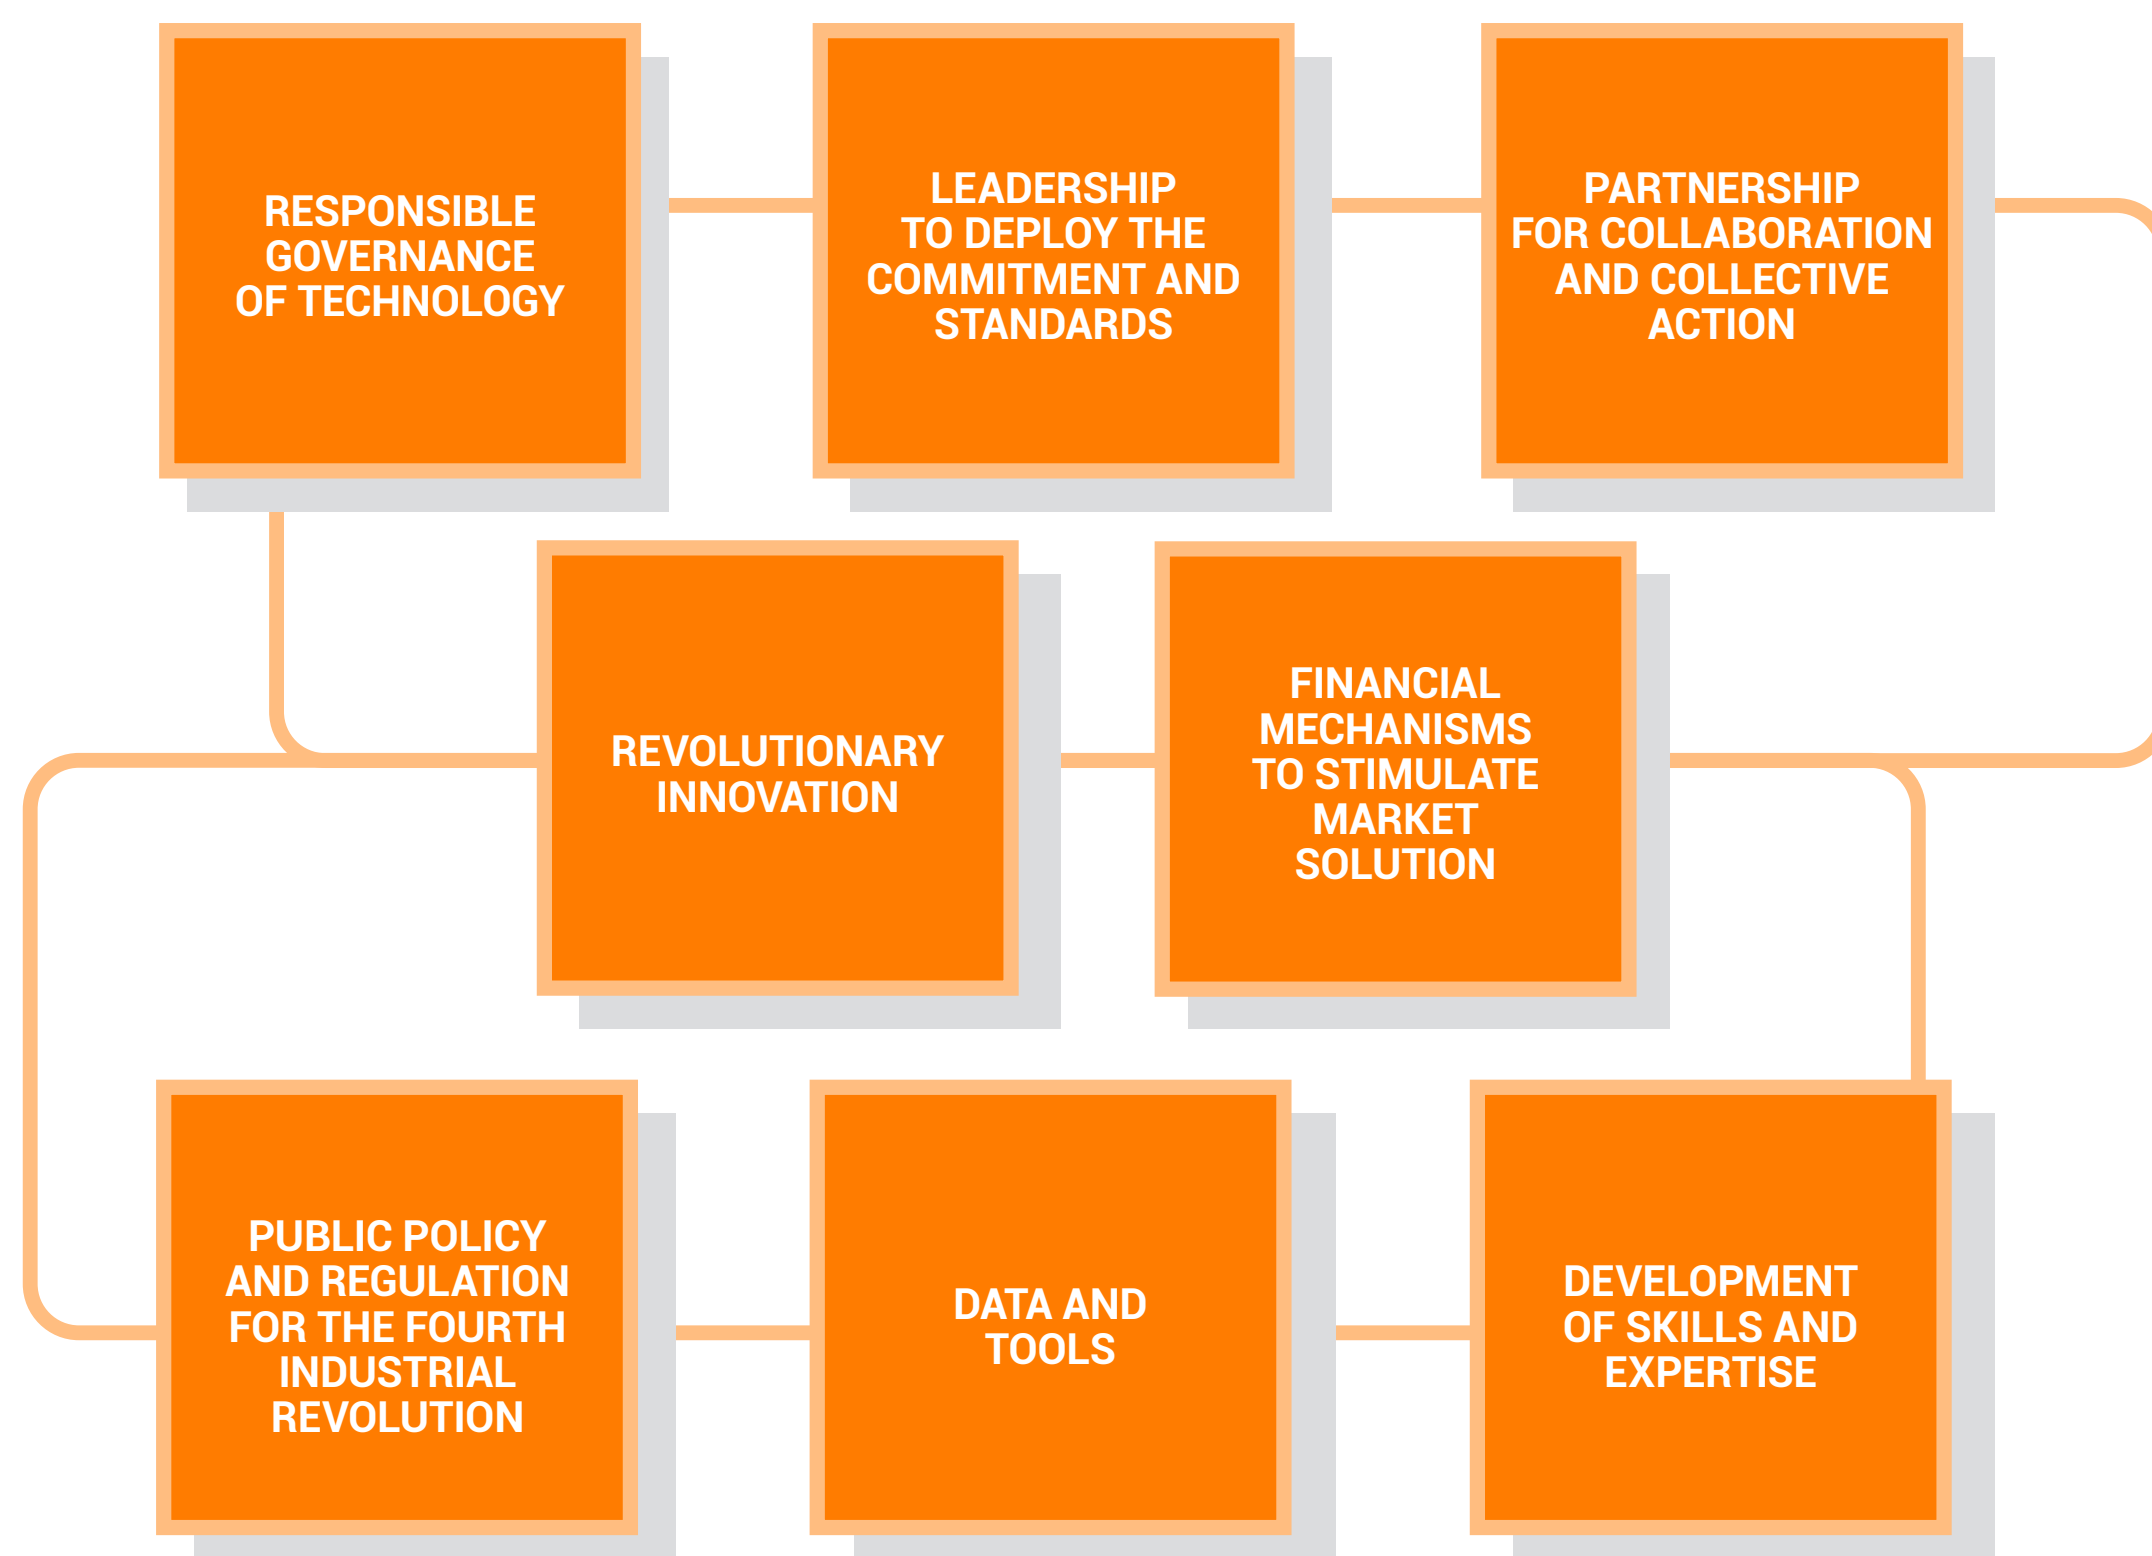 RESPONSIBLE
GOVERNANCE
OF TECHNOLOGY
LEADERSHIP
TO DEPLOY THE
COMMITMENT AND
STANDARDS
PARTNERSHIP
FOR COLLABORATION
AND COLLECTIVE
ACTION
REVOLUTIONARY
INNOVATION
FINANCIAL
MECHANISMS
TO STIMULATE
MARKET
SOLUTION
PUBLIC POLICY
AND REGULATION
FOR THE FOURTH
INDUSTRIAL
REVOLUTION
DATA AND
TOOLS
DEVELOPMENT
OF SKILLS AND
EXPERTISE